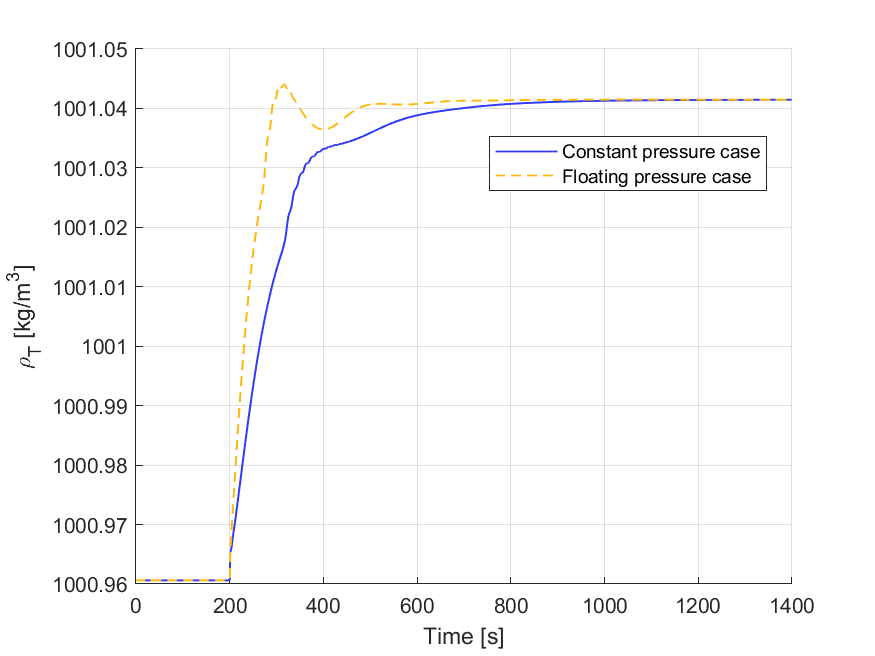 1001.05
1001.04
1001.03
1001.02
1001.01
1001
1000.99
1000.98
1000.97
1000.96
ρT [kg/m3]
Constant pressure case
Floating pressure case
0 200 400 600 800 1000 1200 1400
Time [s]